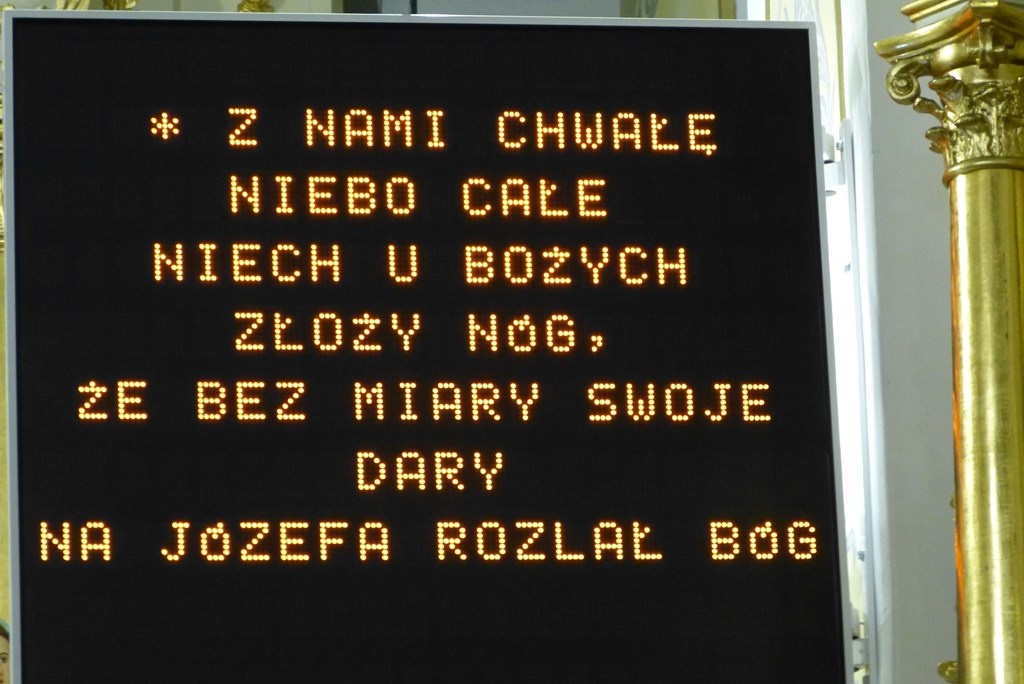 * Z NAMI CHWAŁĘ
NIEBO CAŁE
NIECH U BOŻYCH
ZŁOŻY NÓG,
ŻE BEZ MIARY SWOJE
DARY
NA JÓZEFA ROZLAŁ BÓG